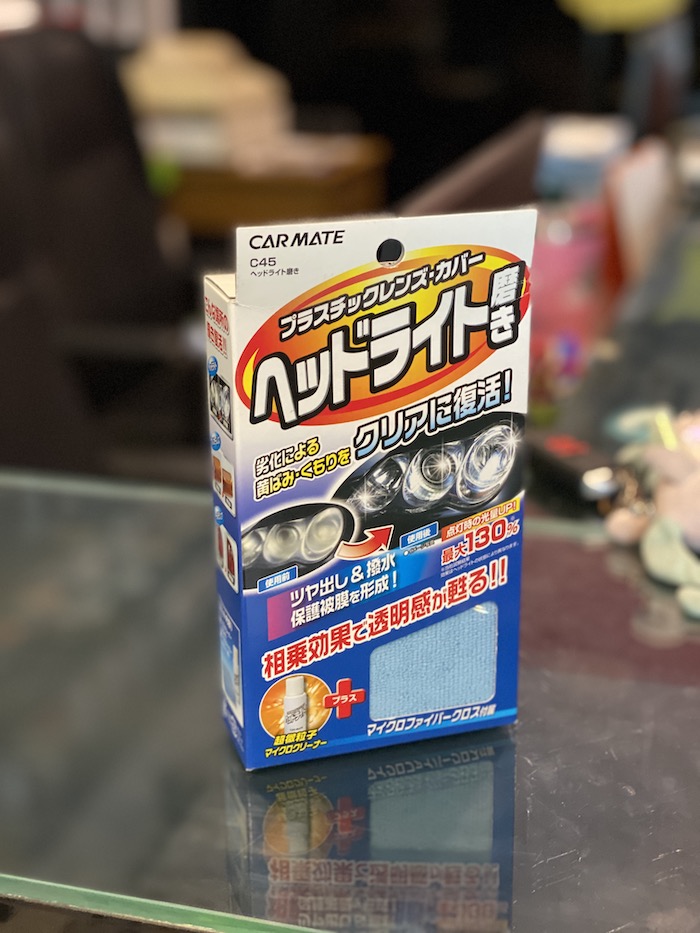 CAR MATE
C45
ヘッドライト磨き
プラスチックレンズ・カバー
ヘッドライト磨き
劣化による
黄ばみ・くもりを
クリアに復活!
使用前
使用後
点灯時の光量UP!
最大130%
ツヤ出し&撥水
保護被膜を形成!
相乗効果で透明感が甦る!!
超微粒子
マイクロクリーナー
プラス
マイクロファイバークロス付属